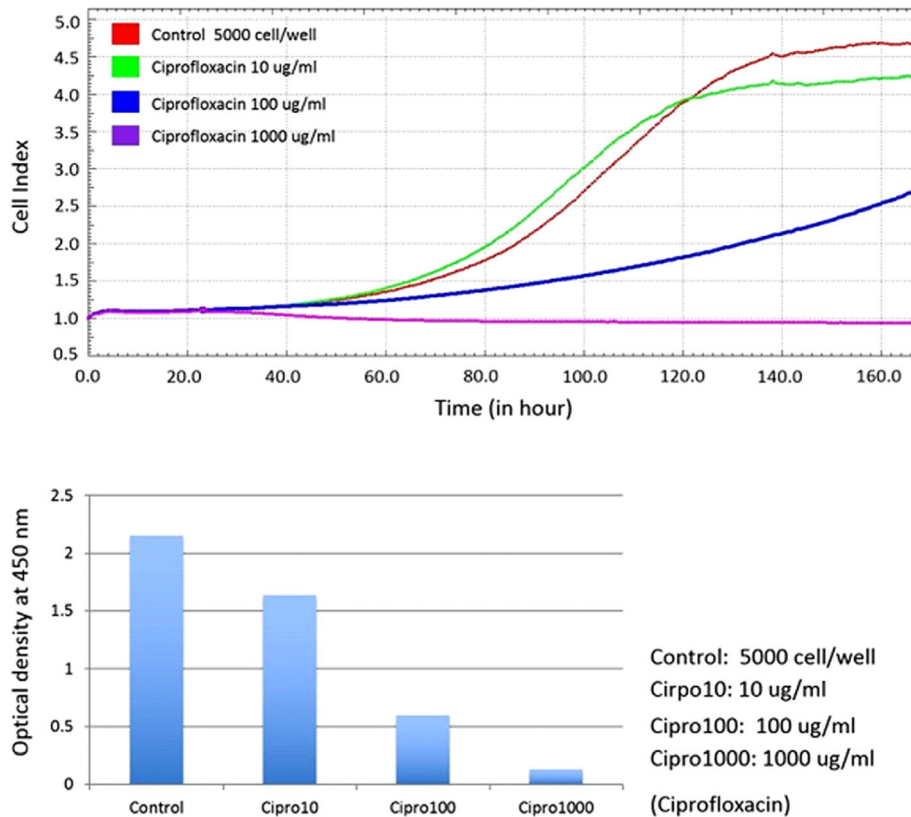 5.0
4.5
4.0
3.5
3.0
2.5
2.0
1.5
1.0
0.5
Cell Index
Control 5000 cell/well
Ciprofloxacin 10 ug/ml
Ciprofloxacin 100 ug/ml
Ciprofloxacin 1000 ug/ml
0.0 20.0 40.0 60.0 80.0 100.0 120.0 140.0 160.0
Time (in hour)
Optical density at 450 nm
2.5
2
1.5
1
0.5
0
Control Cipro10 Cipro100 Cipro1000
Control: 5000 cell/well
Cirpo10: 10 ug/ml
Cipro100: 100 ug/ml
Cipro1000: 1000 ug/ml
(Ciprofloxacin)